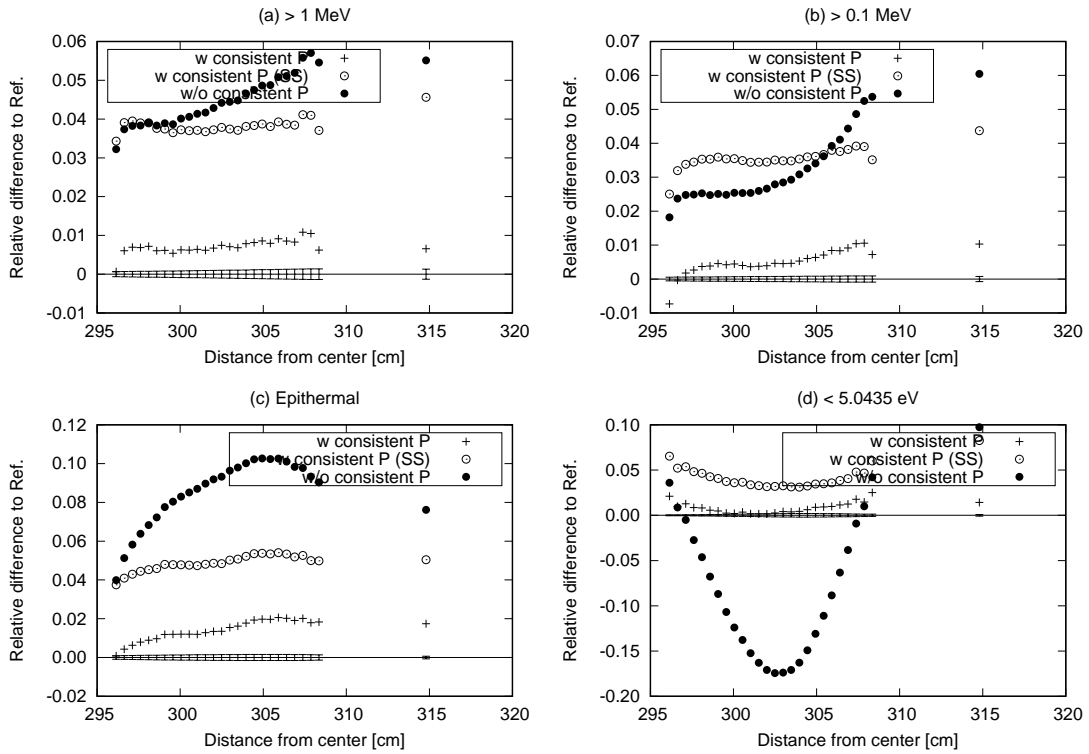 (a) > 1 MeV
0.06
0.05
0.04
0.03
0.02
0.01
0
-0.01
Relative difference to Ref.
w consistent P
w consistent P (SS)
w/o consistent P
295 300 305 310 315 320
Distance from center [cm]
(b) > 0.1 MeV
0.07
0.06
0.05
0.04
0.03
0.02
0.01
0
-0.01
Relative difference to Ref.
w consistent P
w consistent P (SS)
w/o consistent P
295 300 305 310 315 320
Distance from center [cm]
(c) Epithermal
0.12
0.10
0.08
0.06
0.04
0.02
0.00
-0.02
Relative difference to Ref.
w consistent P
w consistent P (SS)
w/o consistent P
295 300 305 310 315 320
Distance from center [cm]
(d) < 5.0435 eV
0.10
0.05
0.00
-0.05
-0.10
-0.15
-0.20
Relative difference to Ref.
w consistent P
w consistent P (SS)
w/o consistent P
295 300 305 310 315 320
Distance from center [cm]